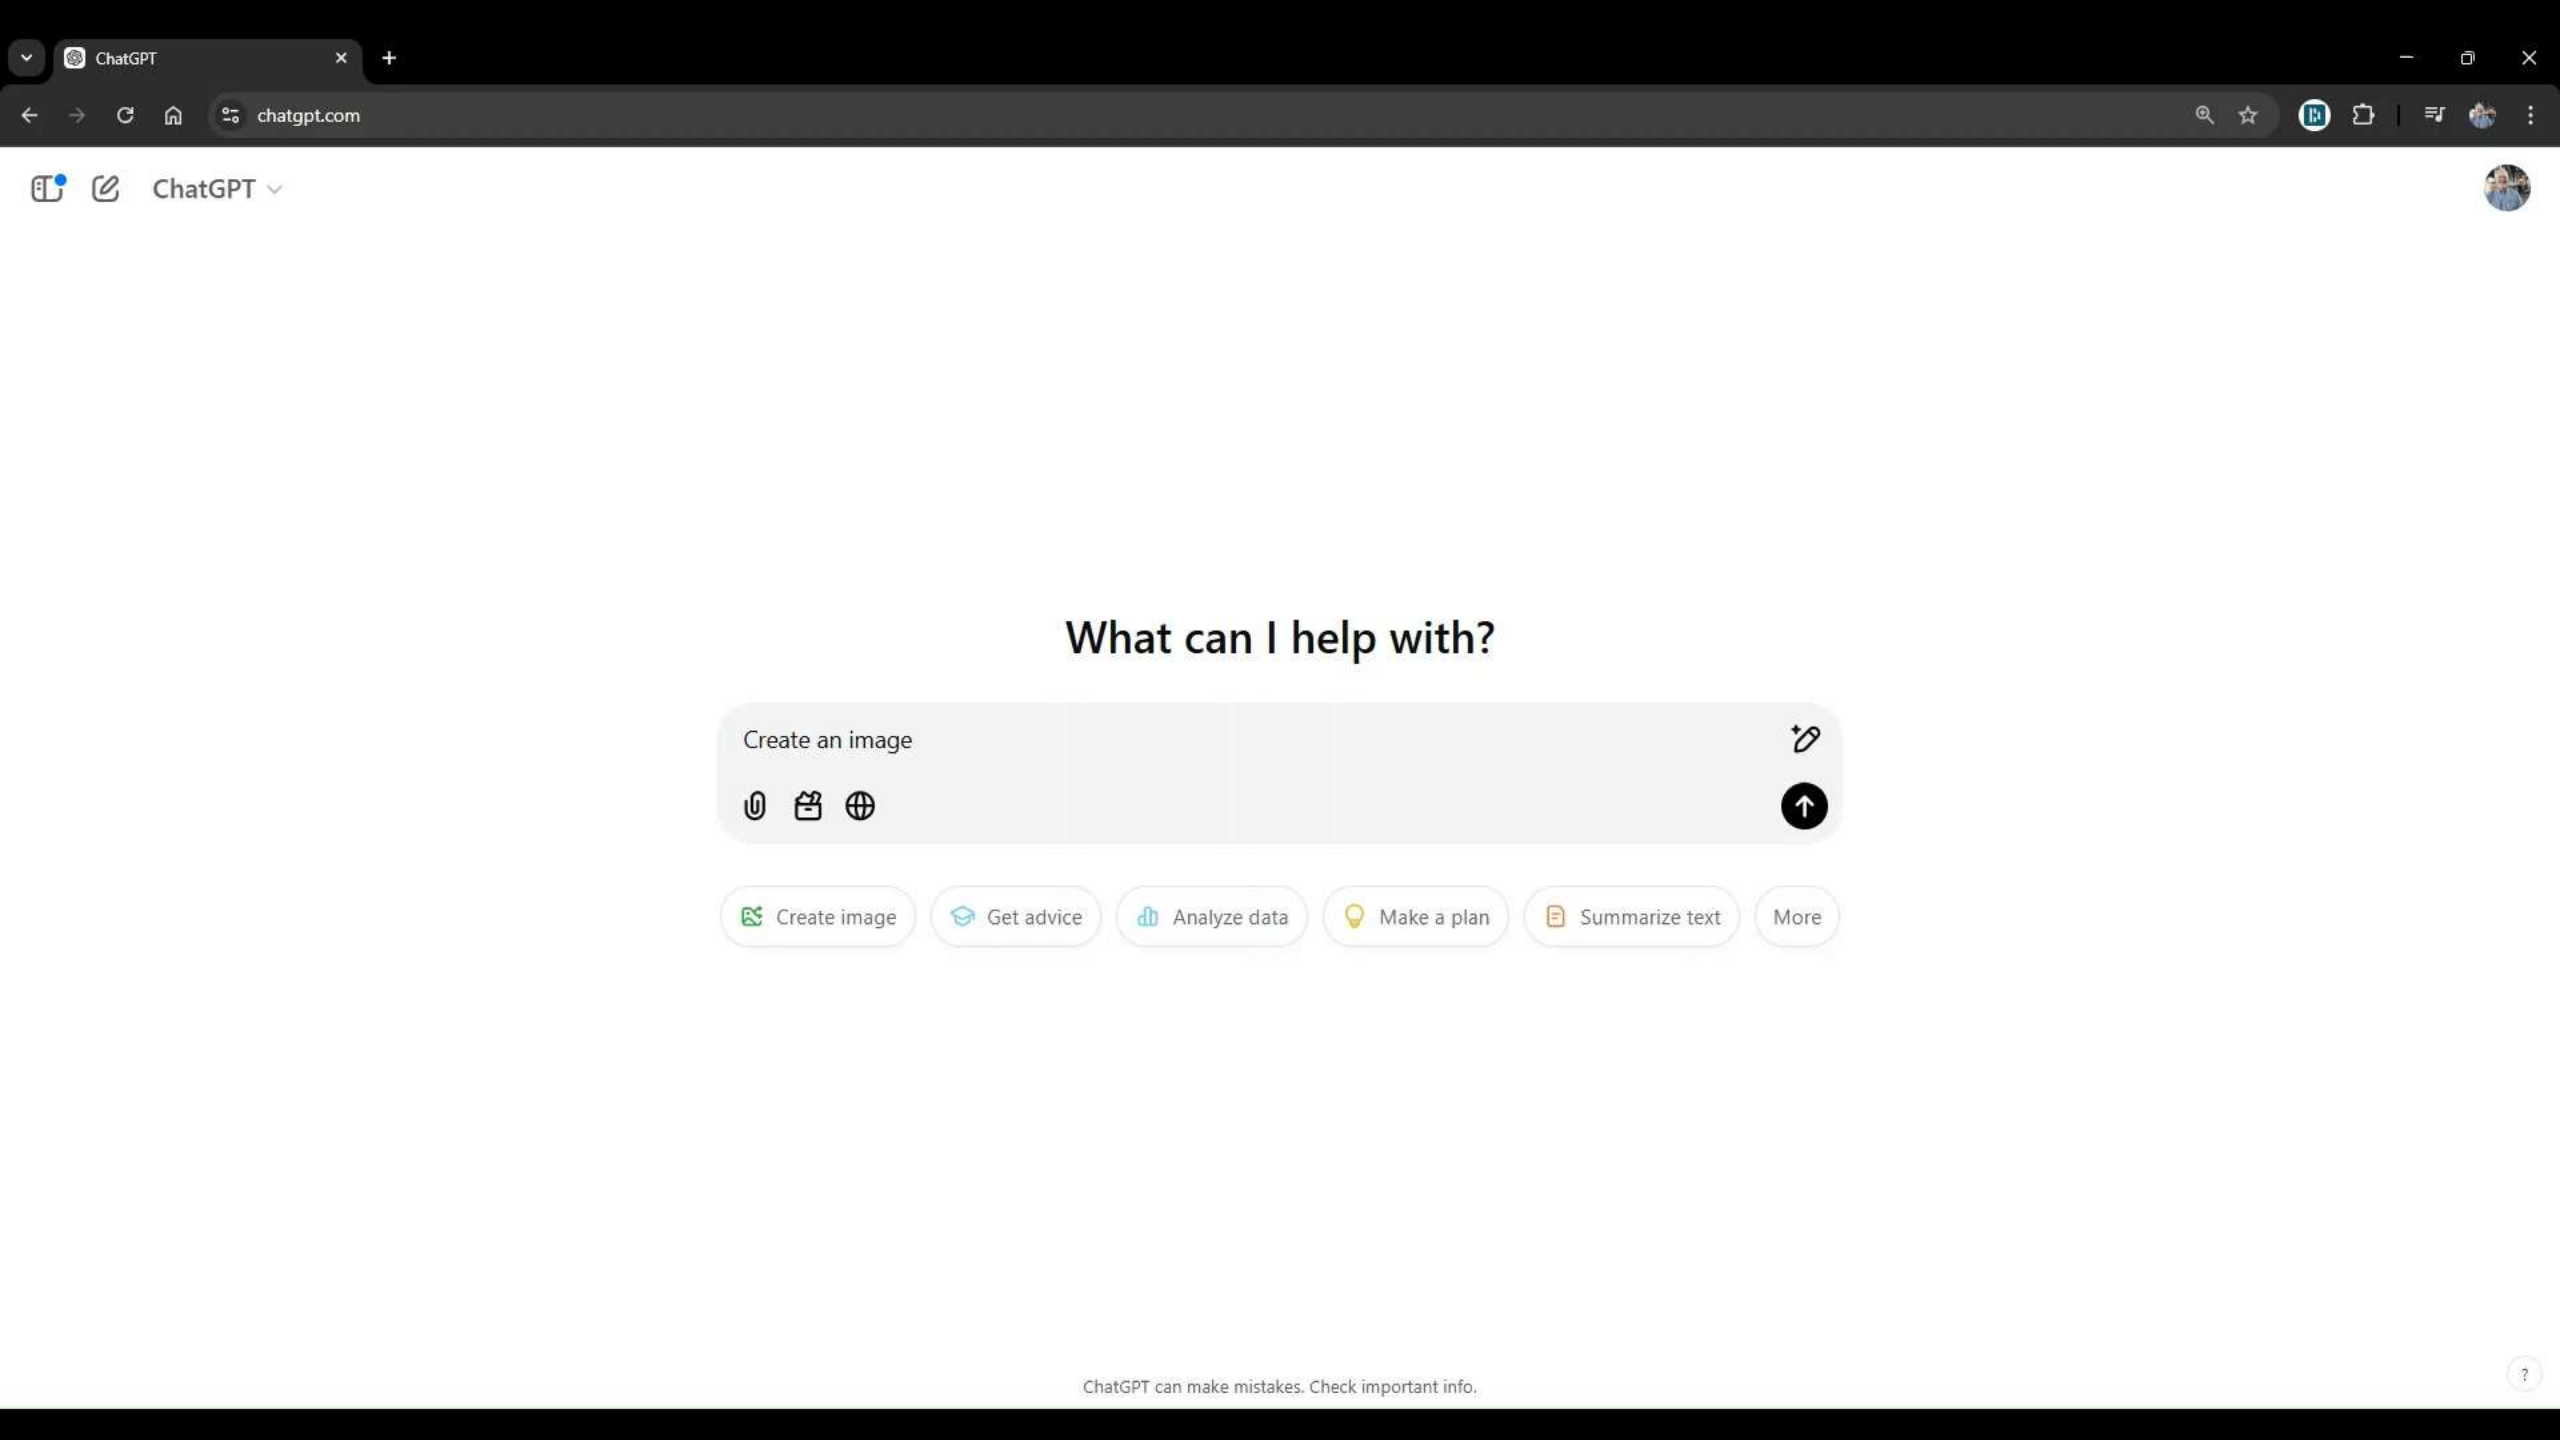 ChatGPT
chatgpt.com
ChatGPT
What can I help with?
Create an image
Create image
Get advice
Analyze data
Make a plan
Summarize text
More
ChatGPT can make mistakes. Check important info.
?